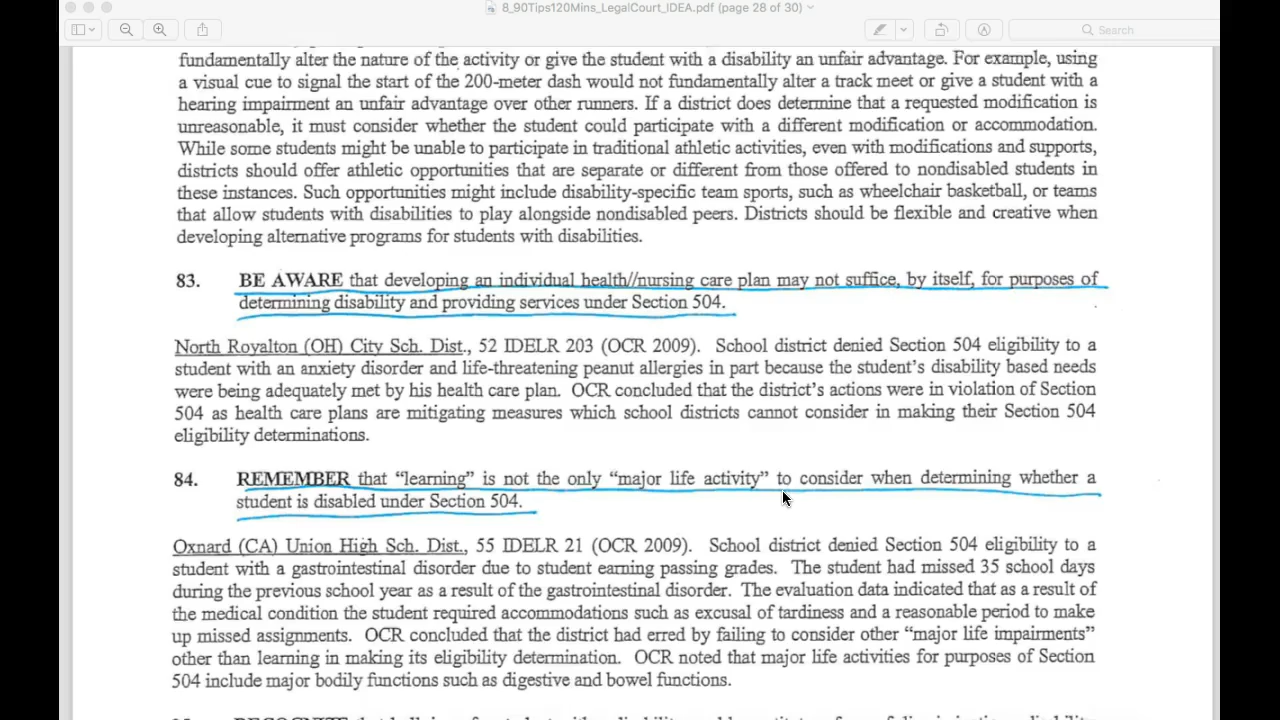 8_90Tips120Mins_LegalCourt_IDEA.pdf (page 28 of 30)
Search
fundamentally alter the nature of the activity or give the student with a disability an unfair advantage. For example, using
a visual cue to signal the start of the 200-meter dash would not fundamentally alter a track meet or give a student with a
hearing impairment an unfair advantage over other runners. If a district does determine that a requested modification is
unreasonable, it must consider whether the student could participate with a different modification or accommodation.
While some students might be unable to participate in traditional athletic activities, even with modifications and supports,
districts should offer athletic opportunities that are separate or different from those offered to nondisabled students in
these instances. Such opportunities might include disability-specific team sports, such as wheelchair basketball, or teams
that allow students with disabilities to play alongside nondisabled peers. Districts should be flexible and creative when
developing alternative programs for students with disabilities.
83. BE AWARE that developing an individual health//nursing care plan may not suffice, by itself, for purposes of
determining disability and providing services under Section 504.
North Royalton (OH) City Sch. Dist., 52 IDELR 203 (OCR 2009). School district denied Section 504 eligibility to a
student with an anxiety disorder and life-threatening peanut allergies in part because the student's disability based needs
were being adequately met by his health care plan. OCR concluded that the district's actions were in violation of Section
504 as health care plans are mitigating measures which school districts cannot consider in making their Section 504
eligibility determinations.
84. REMEMBER that "learning" is not the only "major life activity" to consider when determining whether a
student is disabled under Section 504.
Oxnard (CA) Union High Sch. Dist., 55 IDELR 21 (OCR 2009). School district denied Section 504 eligibility to a
student with a gastrointestinal disorder due to student earning passing grades. The student had missed 35 school days
during the previous school year as a result of the gastrointestinal disorder. The evaluation data indicated that as a result of
the medical condition the student required accommodations such as excusal of tardiness and a reasonable period to make
up missed assignments. OCR concluded that the district had erred by failing to consider other "major life impairments"
other than learning in making its eligibility determination. OCR noted that major life activities for purposes of Section
504 include major bodily functions such as digestive and bowel functions.